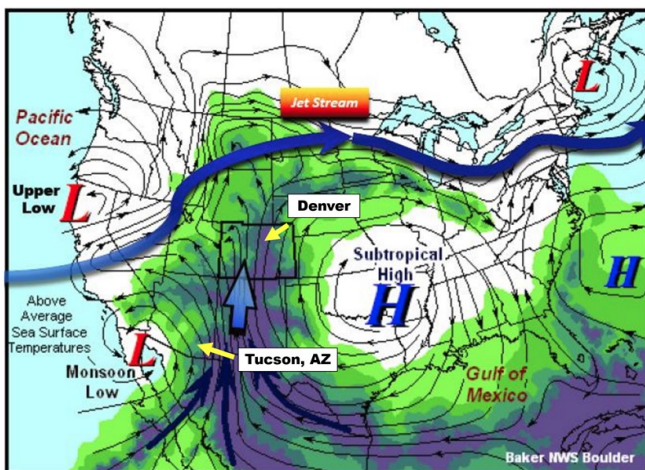 L
Jet Stream
Pacific
Ocean
Upper
Low
L
Denver
Subtropical
High
H
H
Above
Average
Sea Surface
Temperatures
L
Monsoon
Low
Tucson, AZ
Gulf of
Mexico
Baker NWS Boulder